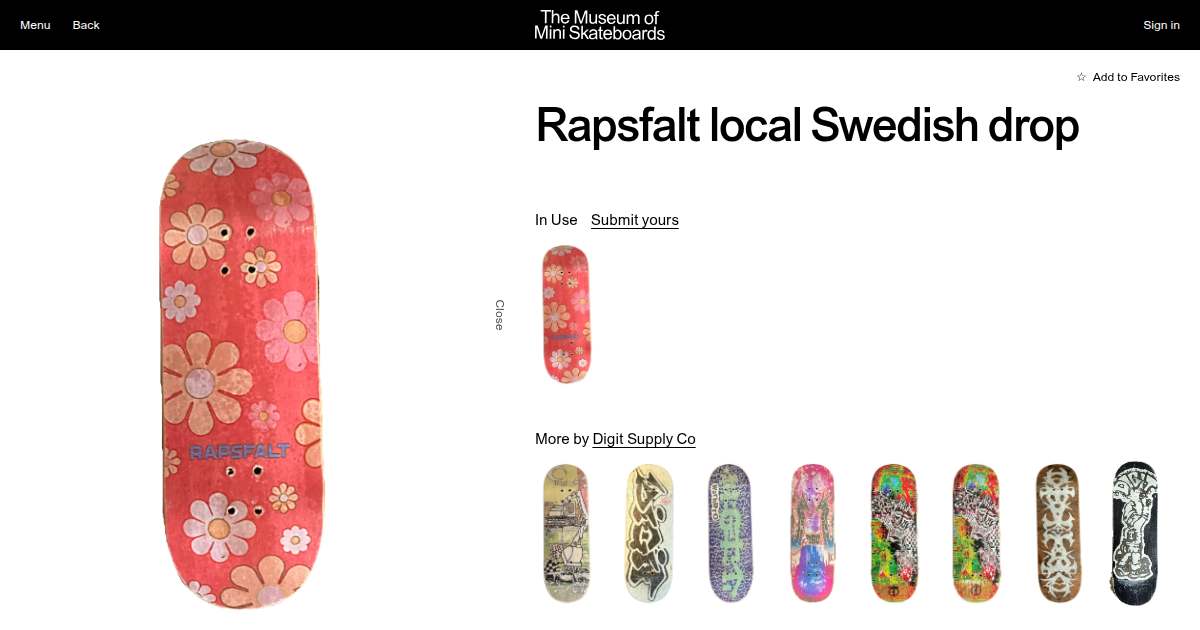 Menu
Back
The Museum of
Mini Skateboards
Sign in
☆ Add to Favorites
Rapsfalt local Swedish drop
In Use
Submit yours
Close
RAPSFALT
More by Digit Supply Co